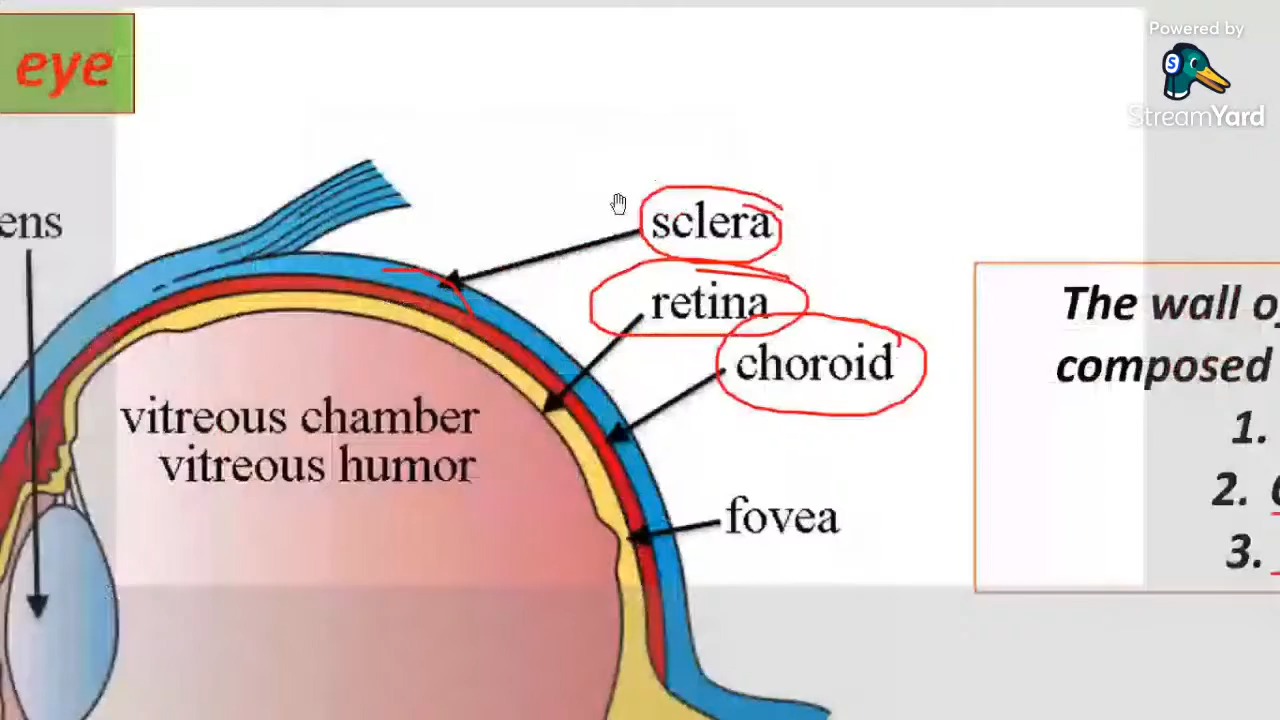 eye
Powered by
StreamYard
ens
sclera
retina
choroid
vitreous chamber
vitreous humor
fovea
The wall o
composed
1.
2.
3.